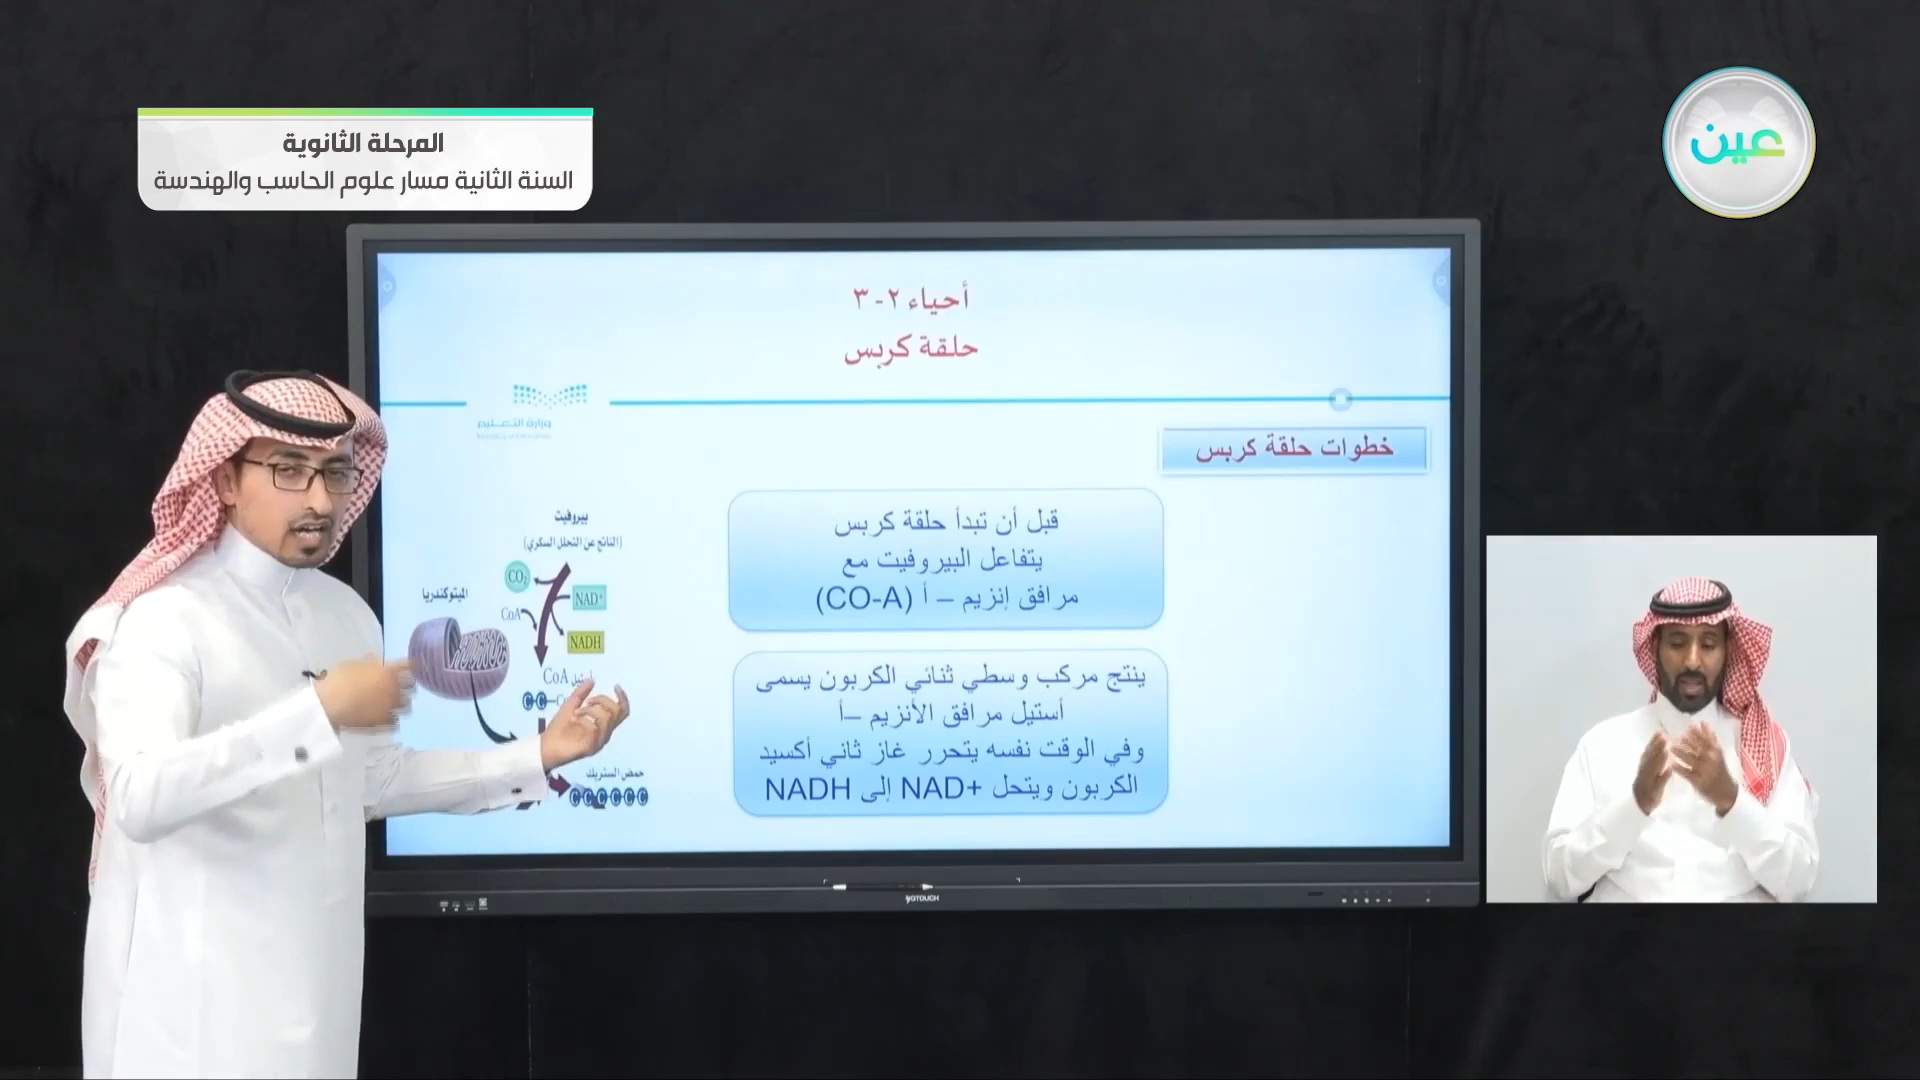 المرحلة الثانوية
السنة الثانية مسار علوم الحاسب والهندسة
عين
أحياء ٢-٣
حلقة كربس
وزارة التعليم
خطوات حلقة كربس
قبل أن تبدأ حلقة كربس
يتفاعل البيروفيت مع
مرافق إنزيم – أ (CO-A)
ينتج مركب وسطي ثنائي الكربون يسمى
أستيل مرافق الأنزيم –أ
وفي الوقت نفسه يتحرر غاز ثاني أكسيد
الكربون ويتحل +NAD إلى NADH
بيروفيت
(الناتج عن التحلل السكري)
CO₂
NAD⁺
الميتوكندريا
CoA
NADH
CoA
C C
حمض الستريك
C C C C C C